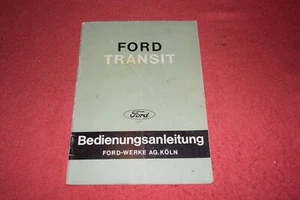 FORD
TRANSIT
Ford
Bedienungsanleitung
FORD-WERKE AG. KÖLN